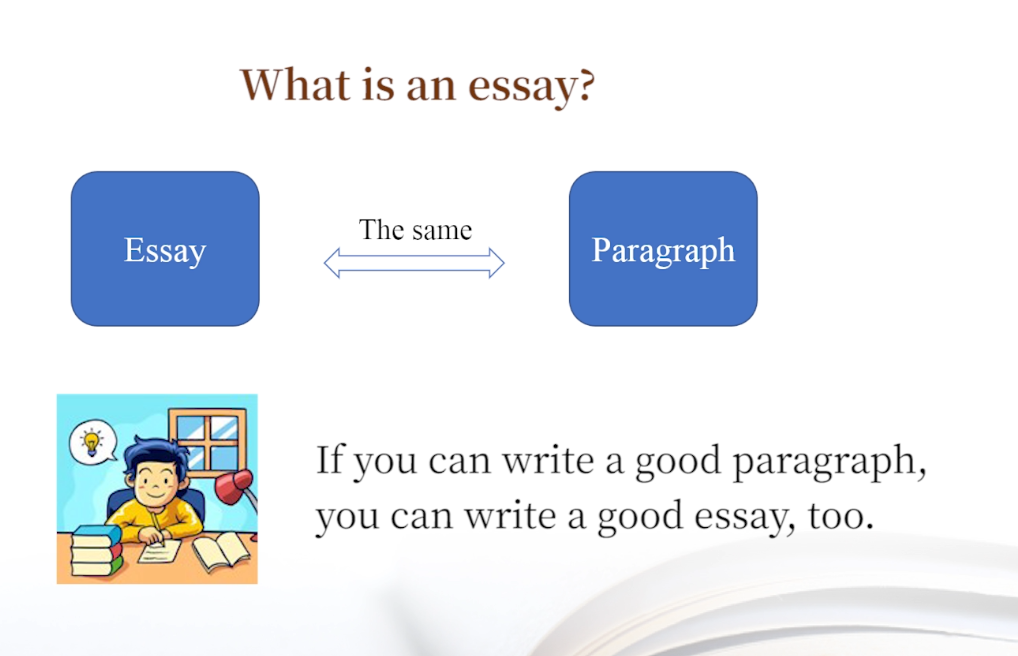 What is an essay?
The same
Essay
Paragraph
If you can write a good paragraph,
you can write a good essay, too.